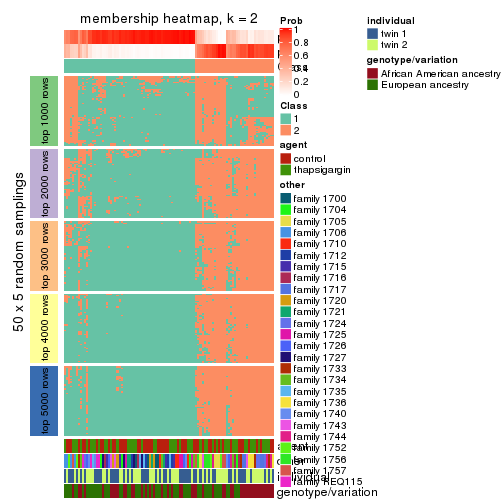 membership heatmap, k = 2
50 x 5 random samplings
top 1000 rows
top 2000 rows
top 3000 rows
top 4000 rows
top 5000 rows
Prob
1
0.8
0.6
0.4
0.2
0
Class
1
2
agent
control
thapsigargin
other
family 1700
family 1704
family 1705
family 1706
family 1710
family 1712
family 1715
family 1716
family 1717
family 1720
family 1721
family 1724
family 1725
family 1726
family 1727
family 1733
family 1734
family 1735
family 1736
family 1740
family 1743
family 1744
family 1752
family 1756
family 1757
family REQ115
individual
twin 1
twin 2
genotype/variation
African American ancestry
European ancestry
genotype/variation